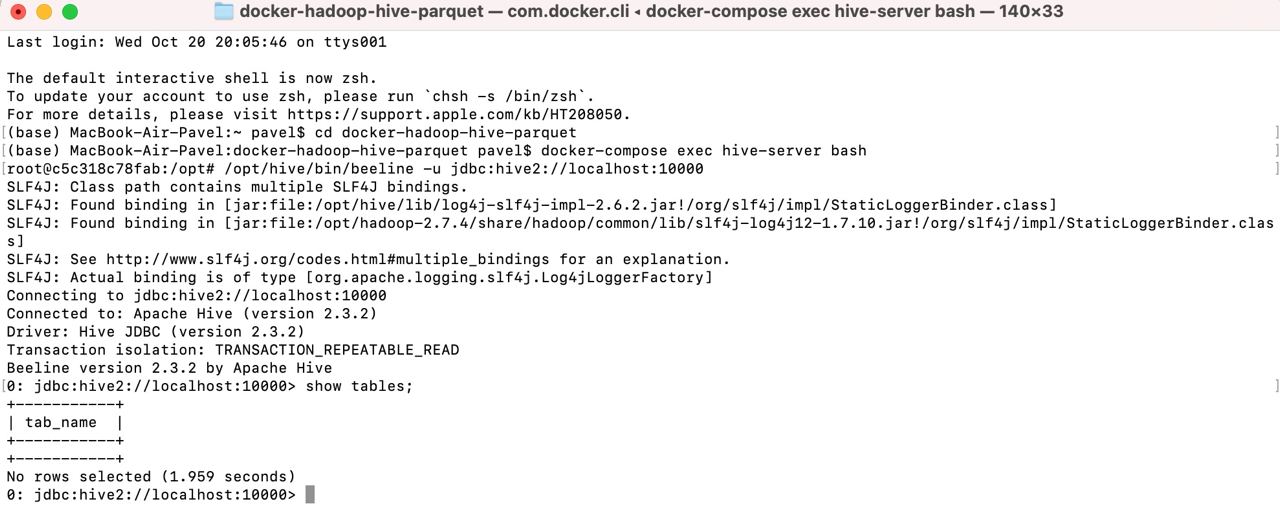 docker-hadoop-hive-parquet — com.docker.cli ◂ docker-compose exec hive-server bash — 140×33
Last login: Wed Oct 20 20:05:46 on ttys001
The default interactive shell is now zsh.
To update your account to use zsh, please run `chsh -s /bin/zsh`.
For more details, please visit https://support.apple.com/kb/HT208050.
[(base) MacBook-Air-Pavel:~ pavel$ cd docker-hadoop-hive-parquet ]
[(base) MacBook-Air-Pavel:docker-hadoop-hive-parquet pavel$ docker-compose exec hive-server bash ]
[root@c5c318c78fab:/opt# /opt/hive/bin/beeline -u jdbc:hive2://localhost:10000 ]
SLF4J: Class path contains multiple SLF4J bindings.
SLF4J: Found binding in [jar:file:/opt/hive/lib/log4j-slf4j-impl-2.6.2.jar!/org/slf4j/impl/StaticLoggerBinder.class]
SLF4J: Found binding in [jar:file:/opt/hadoop-2.7.4/share/hadoop/common/lib/slf4j-log4j12-1.7.10.jar!/org/slf4j/impl/StaticLoggerBinder.clas
s]
SLF4J: See http://www.slf4j.org/codes.html#multiple_bindings for an explanation.
SLF4J: Actual binding is of type [org.apache.logging.slf4j.Log4jLoggerFactory]
Connecting to jdbc:hive2://localhost:10000
Connected to: Apache Hive (version 2.3.2)
Driver: Hive JDBC (version 2.3.2)
Transaction isolation: TRANSACTION_REPEATABLE_READ
Beeline version 2.3.2 by Apache Hive
[0: jdbc:hive2://localhost:10000> show tables; ]
+-----------+
| tab_name  |
+-----------+
+-----------+
No rows selected (1.959 seconds)
0: jdbc:hive2://localhost:10000>